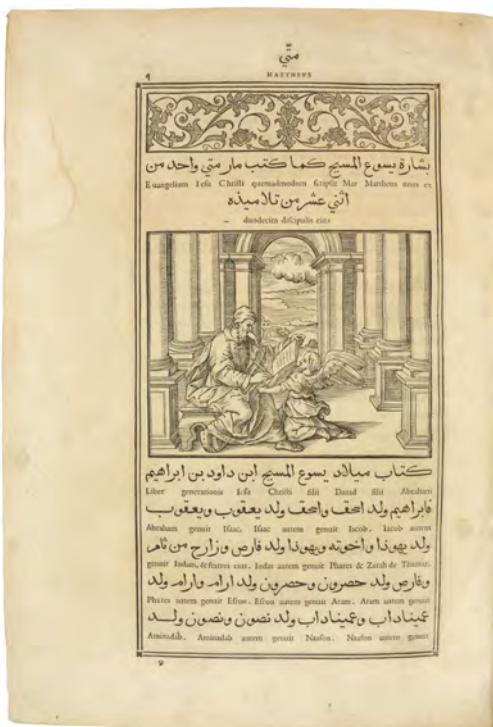 متّي
٩
MATTHEVS
بشارة يسوع المسيح كما كتب مار متي واحد من
Euangelium Iesu Christi quemadmodum scripsit Mar Mattheus unus ex
اثني عشر من تلاميذه
duodecim discipulis eius
كتاب ميلاد يسوع المسيح ابن داود بن ابراهيم
Liber generationis Iesu Christi filii Dauid filii Abraham
فابراهيم ولد اسحق واسحق ولد يعقوب ويعقوب
Abraham genuit Isaac. Isaac autem genuit Iacob. Iacob autem
ولد يهوذا واخوته ويهوذا ولد فارص وزارح من ثامر
genuit Iudam, & fratres eius. Iudas autem genuit Phares & Zarah de Thamar.
وفارص ولد حصرون وحصرون ولد ارام وارام ولد
Phares autem genuit Esron. Esron autem genuit Aram. Aram autem genuit
عميناداب وعميناداب ولد نصون ونصون ولد
Aminadab. Aminadab autem genuit Naason. Naason autem genuit